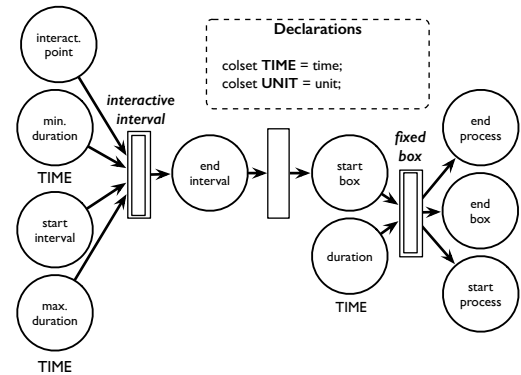 interact.
point
min.
duration
TIME
start
interval
max.
duration
TIME
interactive
interval
end
interval
Declarations
colset TIME = time;
colset UNIT = unit;
start
box
duration
TIME
fixed
box
end
process
end
box
start
process